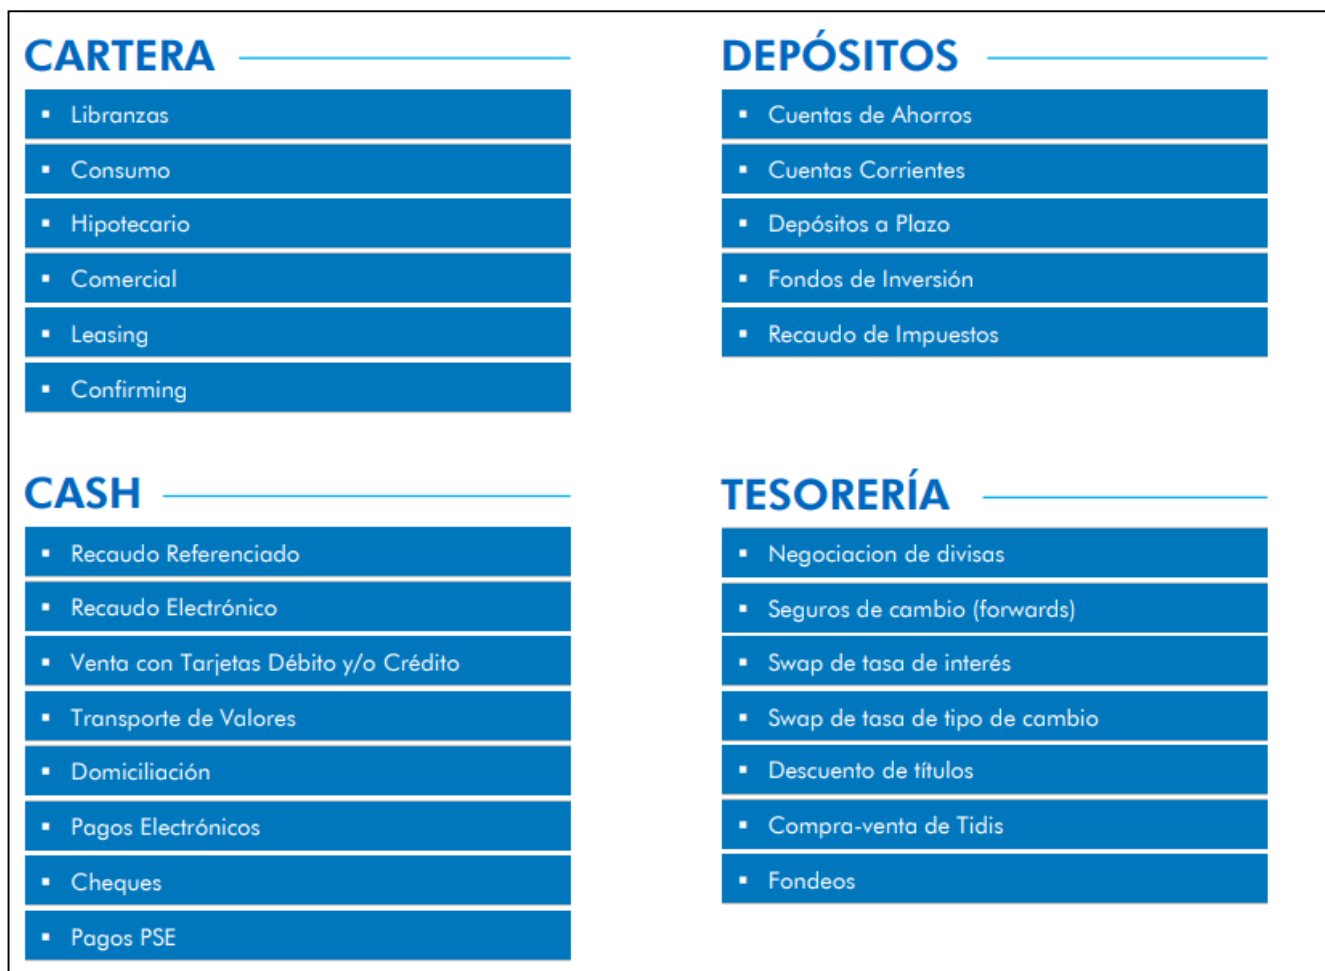 CARTERA
Libranzas
Consumo
Hipotecario
Comercial
Leasing
Confirming
DEPÓSITOS
Cuentas de Ahorros
Cuentas Corrientes
Depósitos a Plazo
Fondos de Inversión
Recaudo de Impuestos
CASH
Recaudo Referenciado
Recaudo Electrónico
Venta con Tarjetas Débito y/o Crédito
Transporte de Valores
Domiciliación
Pagos Electrónicos
Cheques
Pagos PSE
TESORERÍA
Negociacion de divisas
Seguros de cambio (forwards)
Swap de tasa de interés
Swap de tasa de tipo de cambio
Descuento de títulos
Compra-venta de Tidis
Fondeos